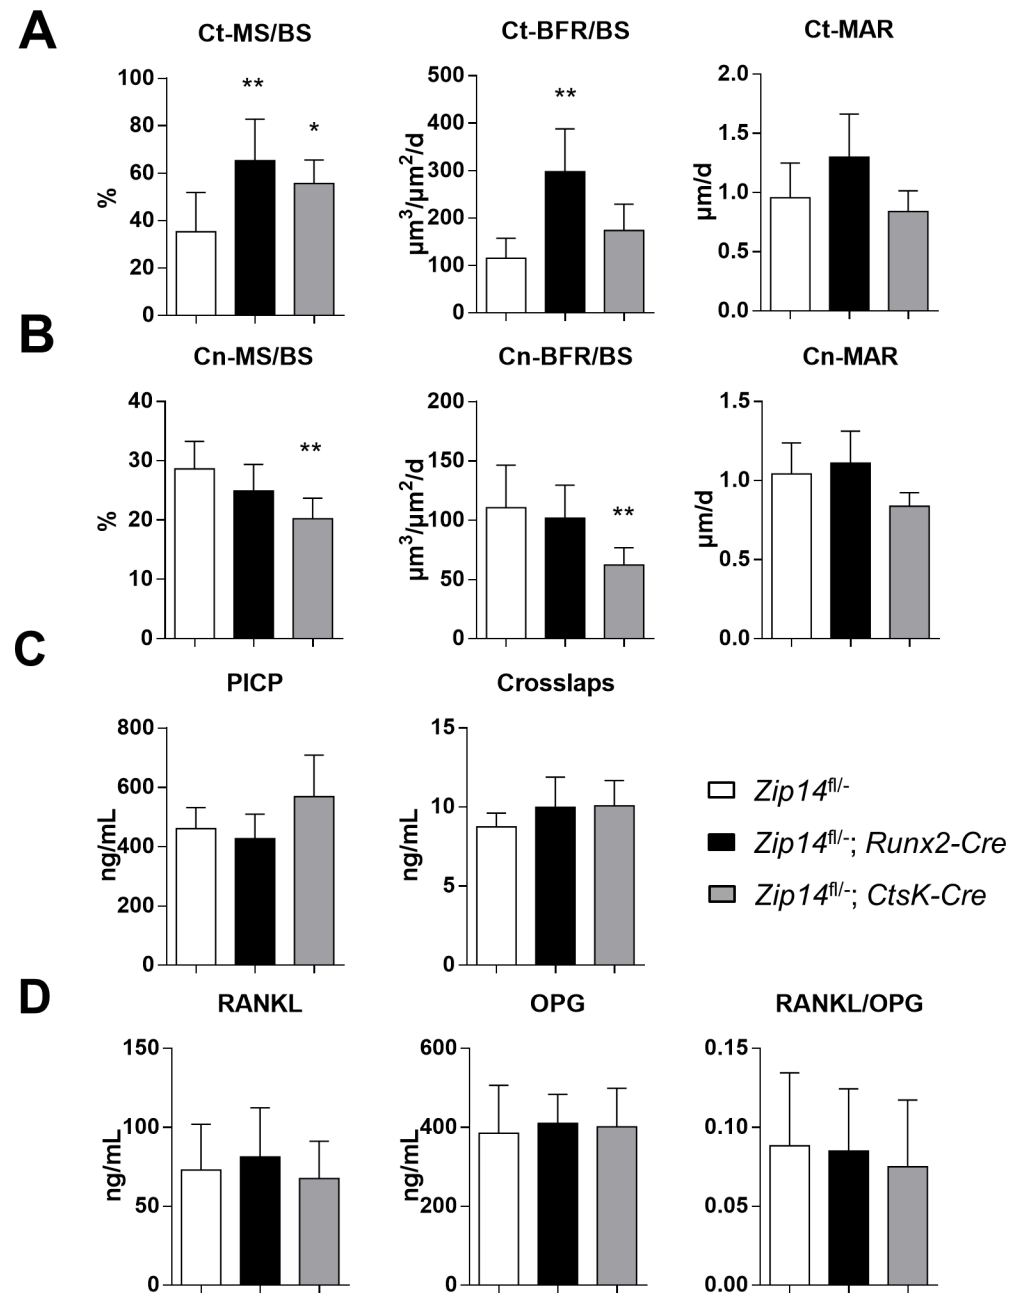 A
Ct-MS/BS
Ct-BFR/BS
Ct-MAR
100
80
60
40
20
0
%
**
*
500
400
300
200
100
0
µm³/µm²/d
**
2.0
1.5
1.0
0.5
0.0
µm/d
B
Cn-MS/BS
Cn-BFR/BS
Cn-MAR
40
30
20
10
0
%
**
200
150
100
50
0
µm³/µm²/d
**
1.5
1.0
0.5
0.0
µm/d
C
PICP
Crosslaps
800
600
400
200
0
ng/mL
15
10
5
0
ng/mL
Zip14fl/-
Zip14fl/-; Runx2-Cre
Zip14fl/-; CtsK-Cre
D
RANKL
OPG
RANKL/OPG
150
100
50
0
ng/mL
600
400
200
0
ng/mL
0.15
0.10
0.05
0.00